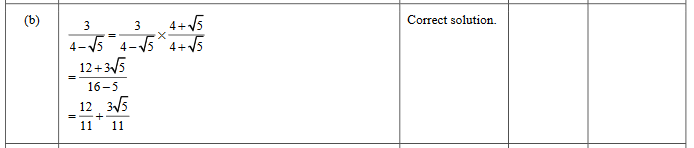 (b)
3/(4−√5) = 3/(4−√5) × (4+√5)/(4+√5)
= (12+3√5)/(16−5)
= 12/11 + 3√5/11
Correct solution.